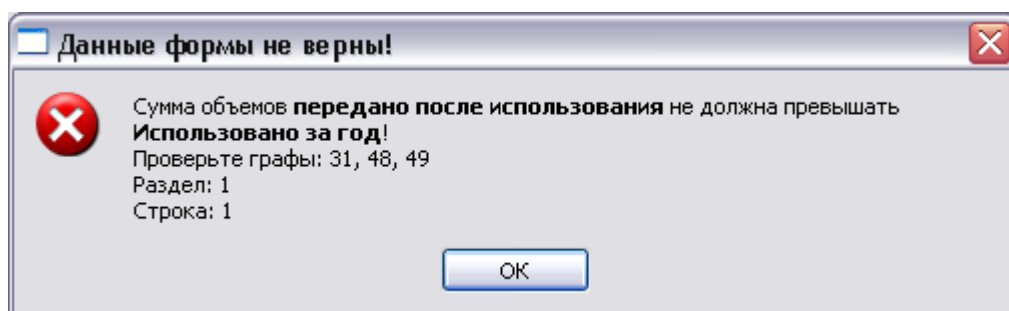 Данные формы не верны!
Сумма объемов передано после использования не должна превышать
Использовано за год!
Проверьте графы: 31, 48, 49
Раздел: 1
Строка: 1
OK